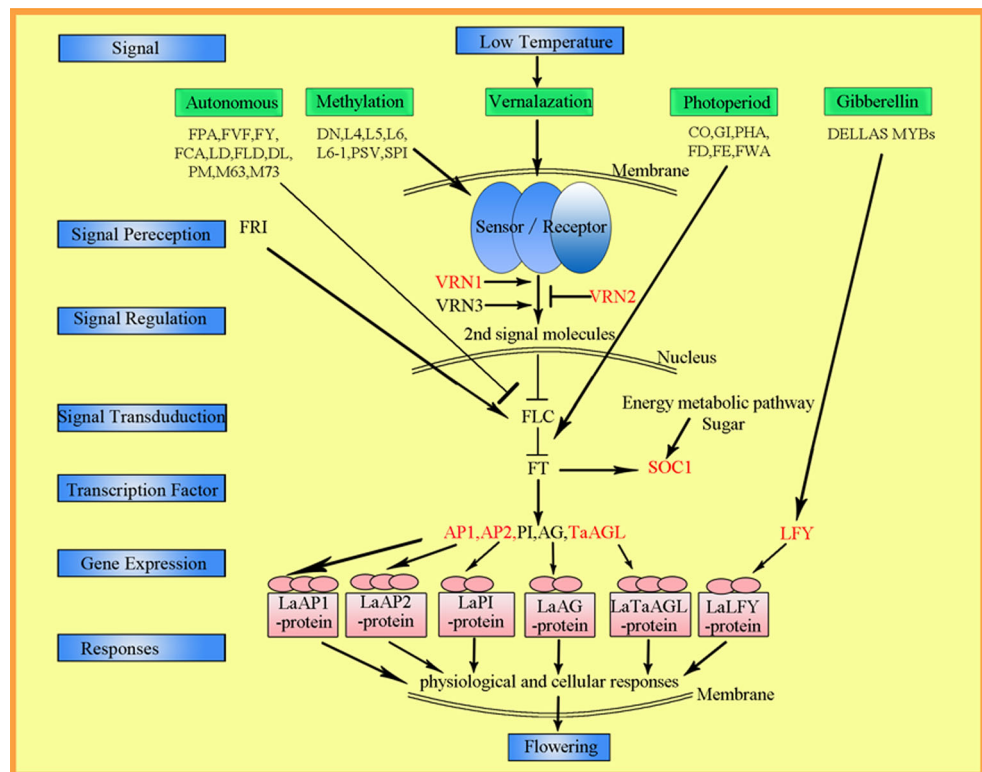 Signal
Low Temperature
Autonomous
Methylation
Vernalazation
Photoperiod
Gibberellin
FPA,FVF,FY,
FCA,LD,FLD,DL,
PM,M63,M73
DN,L4,L5,L6,
L6-1,PSV,SPI
CO,GI,PHA,
FD,FE,FWA
DELLAS MYBs
Membrane
Signal Pereception
FRI
Sensor / Receptor
VRN1
VRN3
VRN2
Signal Regulation
2nd signal molecules
Nucleus
Signal Transduduction
FLC
Energy metabolic pathway
Sugar
FT
SOC1
Transcription Factor
AP1,AP2,PI,AG,TaAGL
LFY
Gene Expression
LaAP1
-protein
LaAP2
-protein
LaPI
-protein
LaAG
-protein
LaTaAGL
-protein
LaLFY
-protein
Responses
physiological and cellular responses
Membrane
Flowering